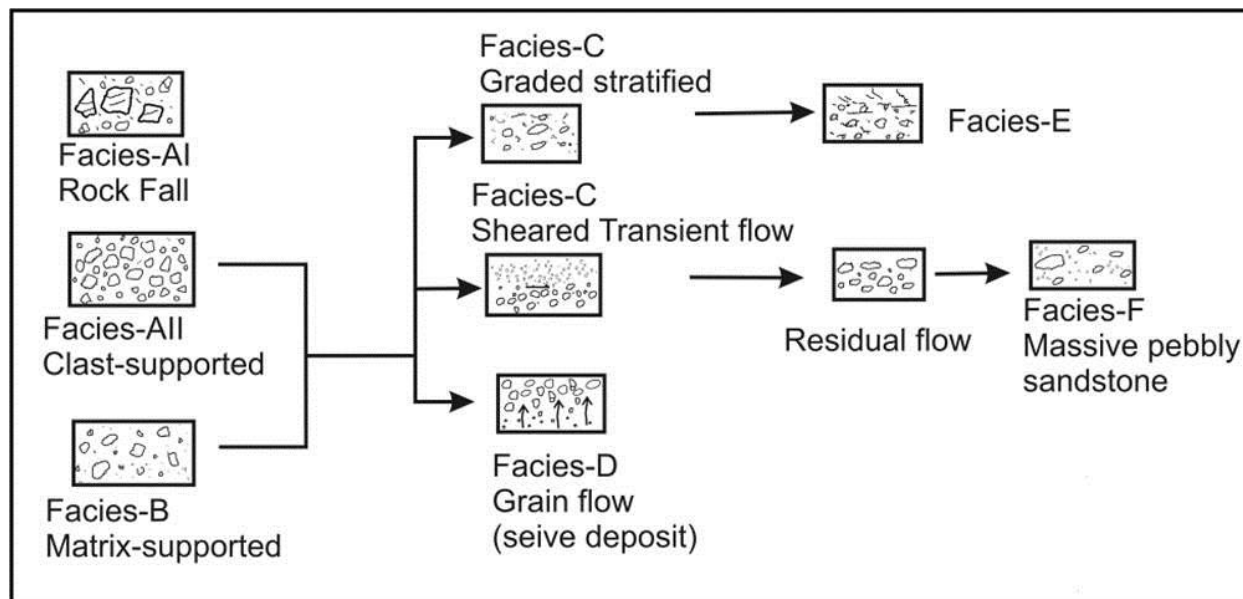 Facies-AI
Rock Fall
Facies-AII
Clast-supported
Facies-B
Matrix-supported
Facies-C
Graded stratified
Facies-E
Facies-C
Sheared Transient flow
Residual flow
Facies-F
Massive pebbly
sandstone
Facies-D
Grain flow
(seive deposit)